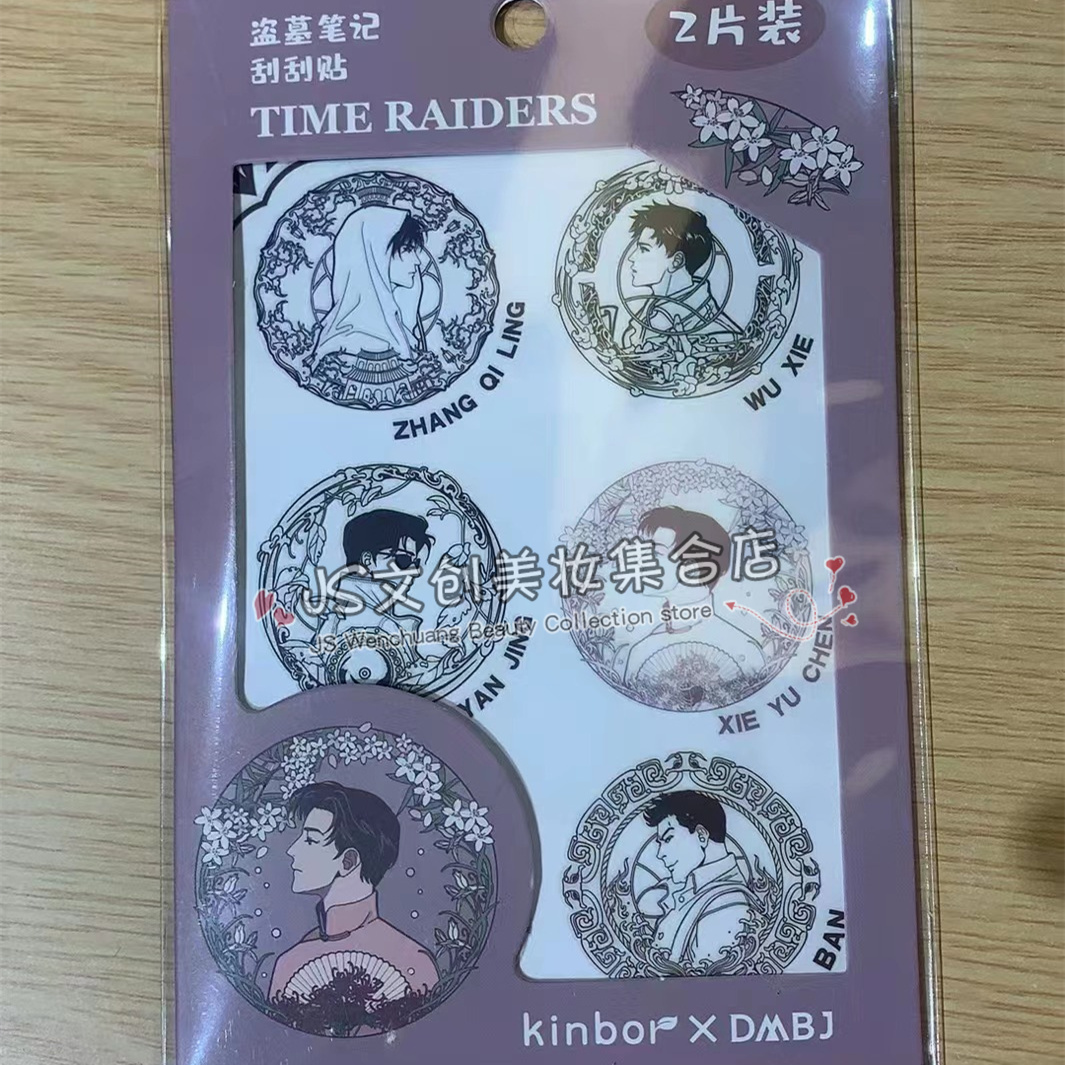 盗墓笔记
刮刮贴
TIME RAIDERS
2片装
ZHANG QI LING
WU XIE
YAN JING
XIE YU CHEN
JS文创美妆集合店
JS Wenchuang Beauty Collection store
BAN
kinbor × DMBJ